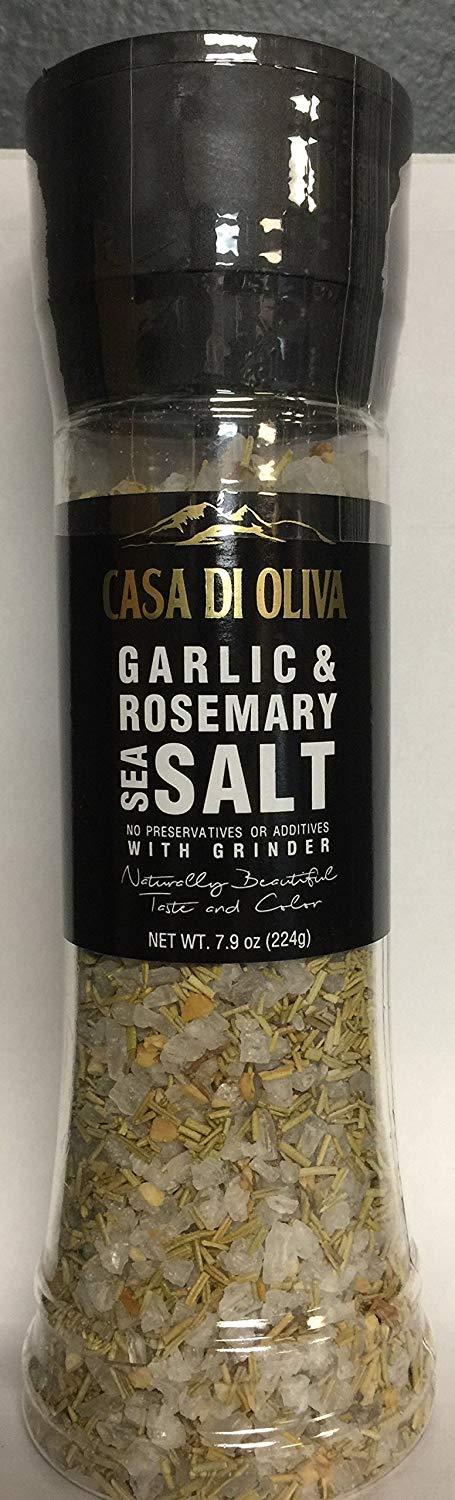 CASA DI OLIVA
GARLIC &
ROSEMARY
SEA SALT
NO PRESERVATIVES OR ADDITIVES
WITH GRINDER
Naturally Beautiful
Taste and Color
NET WT. 7.9 oz (224g)